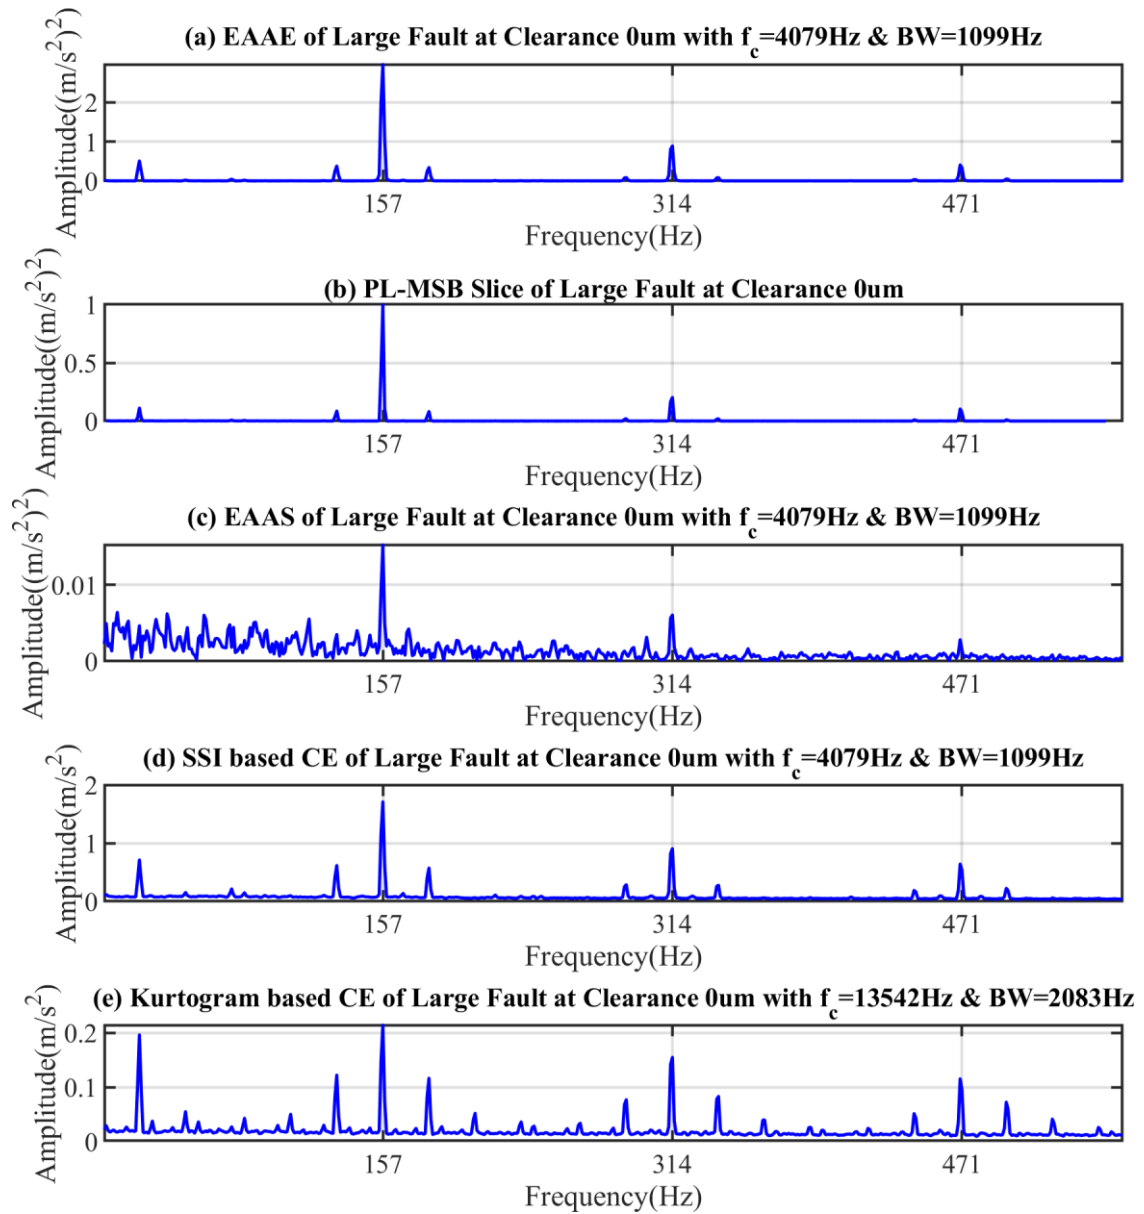 (a) EAAE of Large Fault at Clearance 0um with f_c=4079Hz & BW=1099Hz
Amplitude((m/s²)²)
2
1
0
157 314 471
Frequency(Hz)
(b) PL-MSB Slice of Large Fault at Clearance 0um
Amplitude((m/s²)²)
1
0.5
0
157 314 471
Frequency(Hz)
(c) EAAS of Large Fault at Clearance 0um with f_c=4079Hz & BW=1099Hz
Amplitude((m/s²)²)
0.01
0
157 314 471
Frequency(Hz)
(d) SSI based CE of Large Fault at Clearance 0um with f_c=4079Hz & BW=1099Hz
Amplitude(m/s²)
2
1
0
157 314 471
Frequency(Hz)
(e) Kurtogram based CE of Large Fault at Clearance 0um with f_c=13542Hz & BW=2083Hz
Amplitude(m/s²)
0.2
0.1
0
157 314 471
Frequency(Hz)